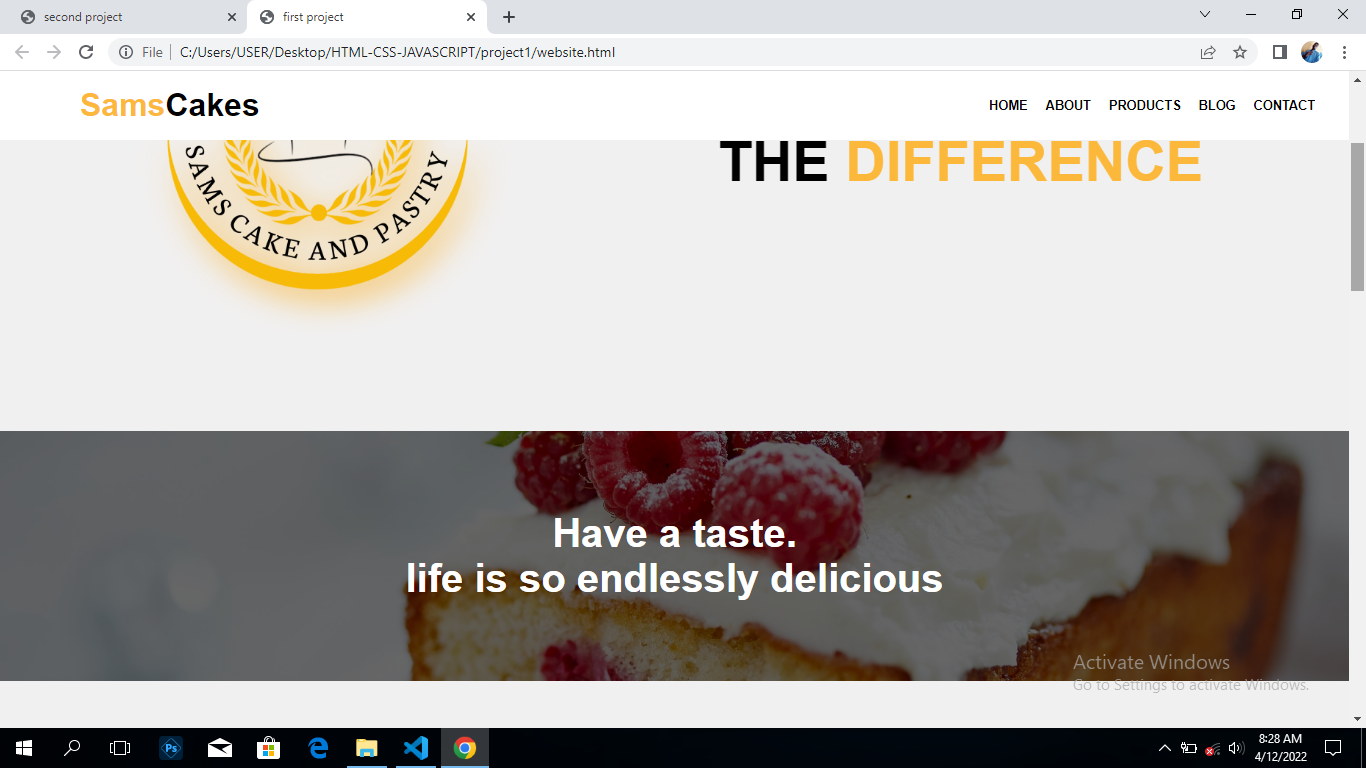 second project
first project
File
C:/Users/USER/Desktop/HTML-CSS-JAVASCRIPT/project1/website.html
SamsCakes
HOME ABOUT PRODUCTS BLOG CONTACT
SAMS CAKE AND PASTRY
THE DIFFERENCE
Have a taste.
life is so endlessly delicious
Activate Windows
Go to Settings to activate Windows.
Ps
8:28 AM
4/12/2022